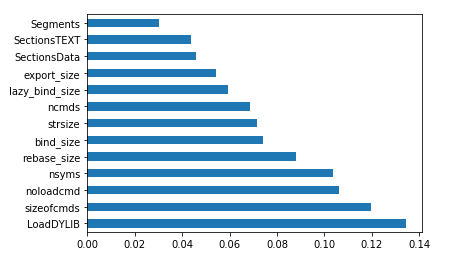 Segments
SectionsTEXT
SectionsData
export_size
lazy_bind_size
ncmds
strsize
bind_size
rebase_size
nsyms
noloadcmd
sizeofcmds
LoadDYLIB
0.00 0.02 0.04 0.06 0.08 0.10 0.12 0.14